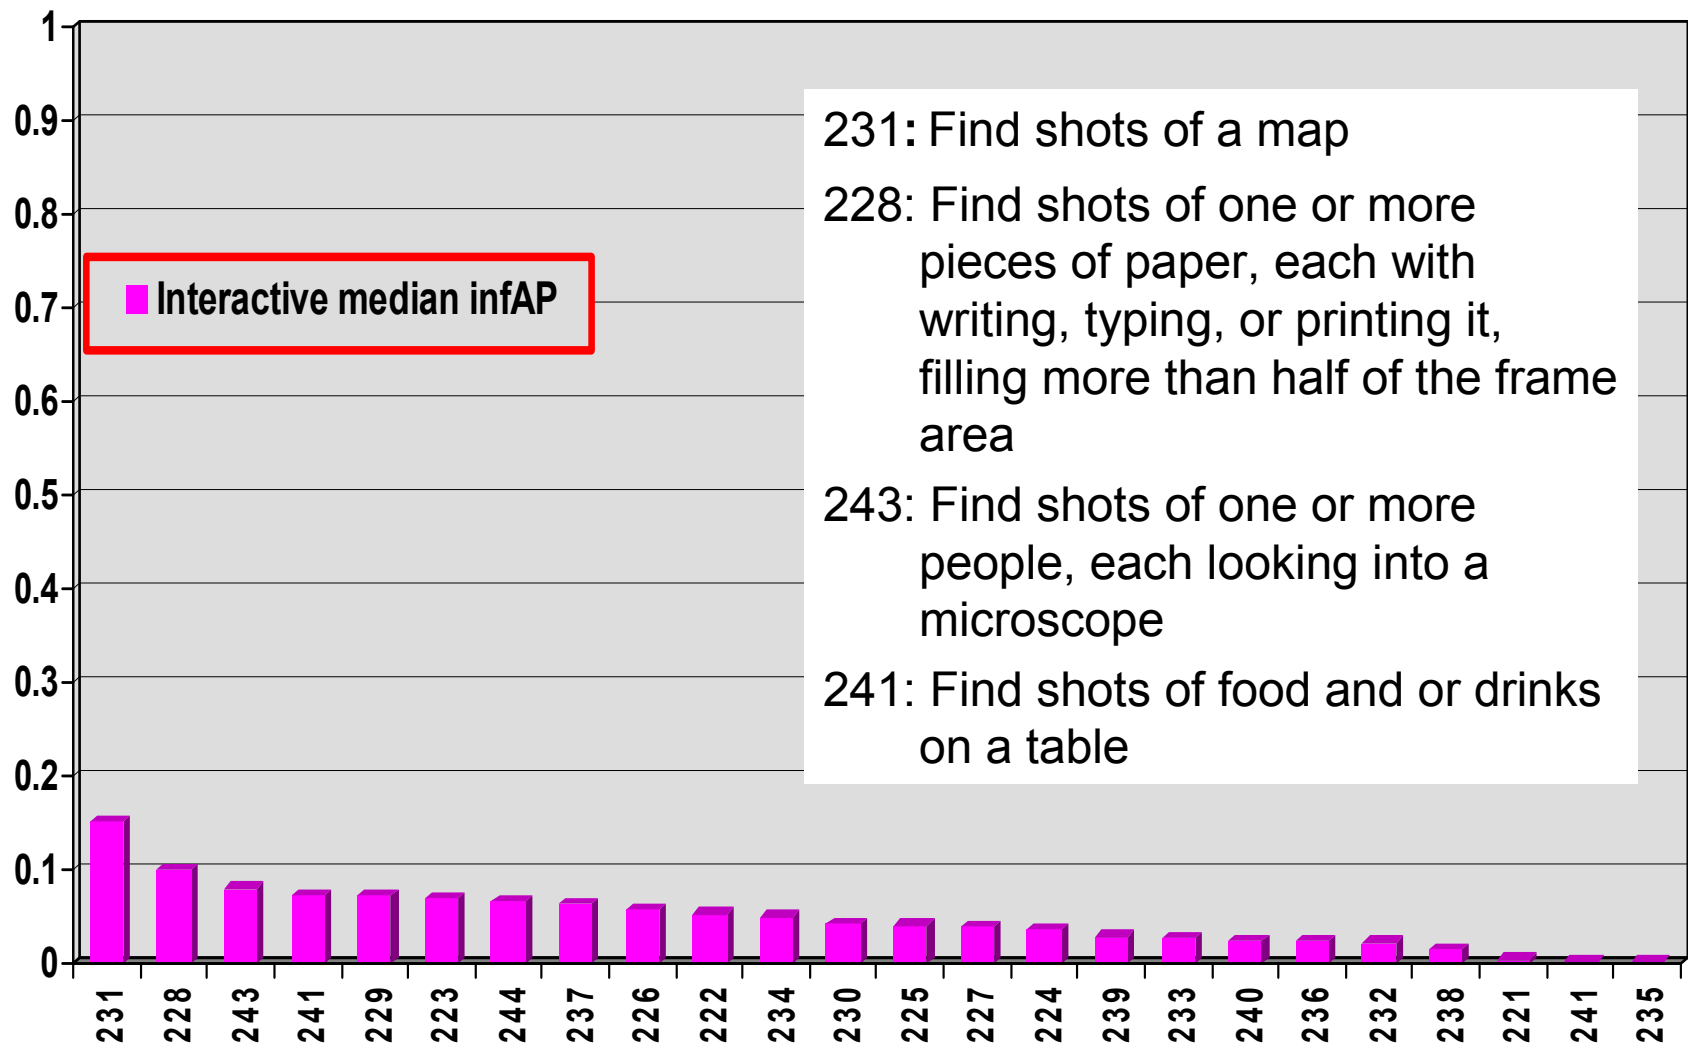 1
0.9
0.8
0.7
0.6
0.5
0.4
0.3
0.2
0.1
0
Interactive median infAP
231: Find shots of a map
228: Find shots of one or more
pieces of paper, each with
writing, typing, or printing it,
filling more than half of the frame
area
243: Find shots of one or more
people, each looking into a
microscope
241: Find shots of food and or drinks
on a table
231
228
243
241
229
223
244
237
226
222
234
230
225
227
224
239
233
240
236
232
238
221
241
235